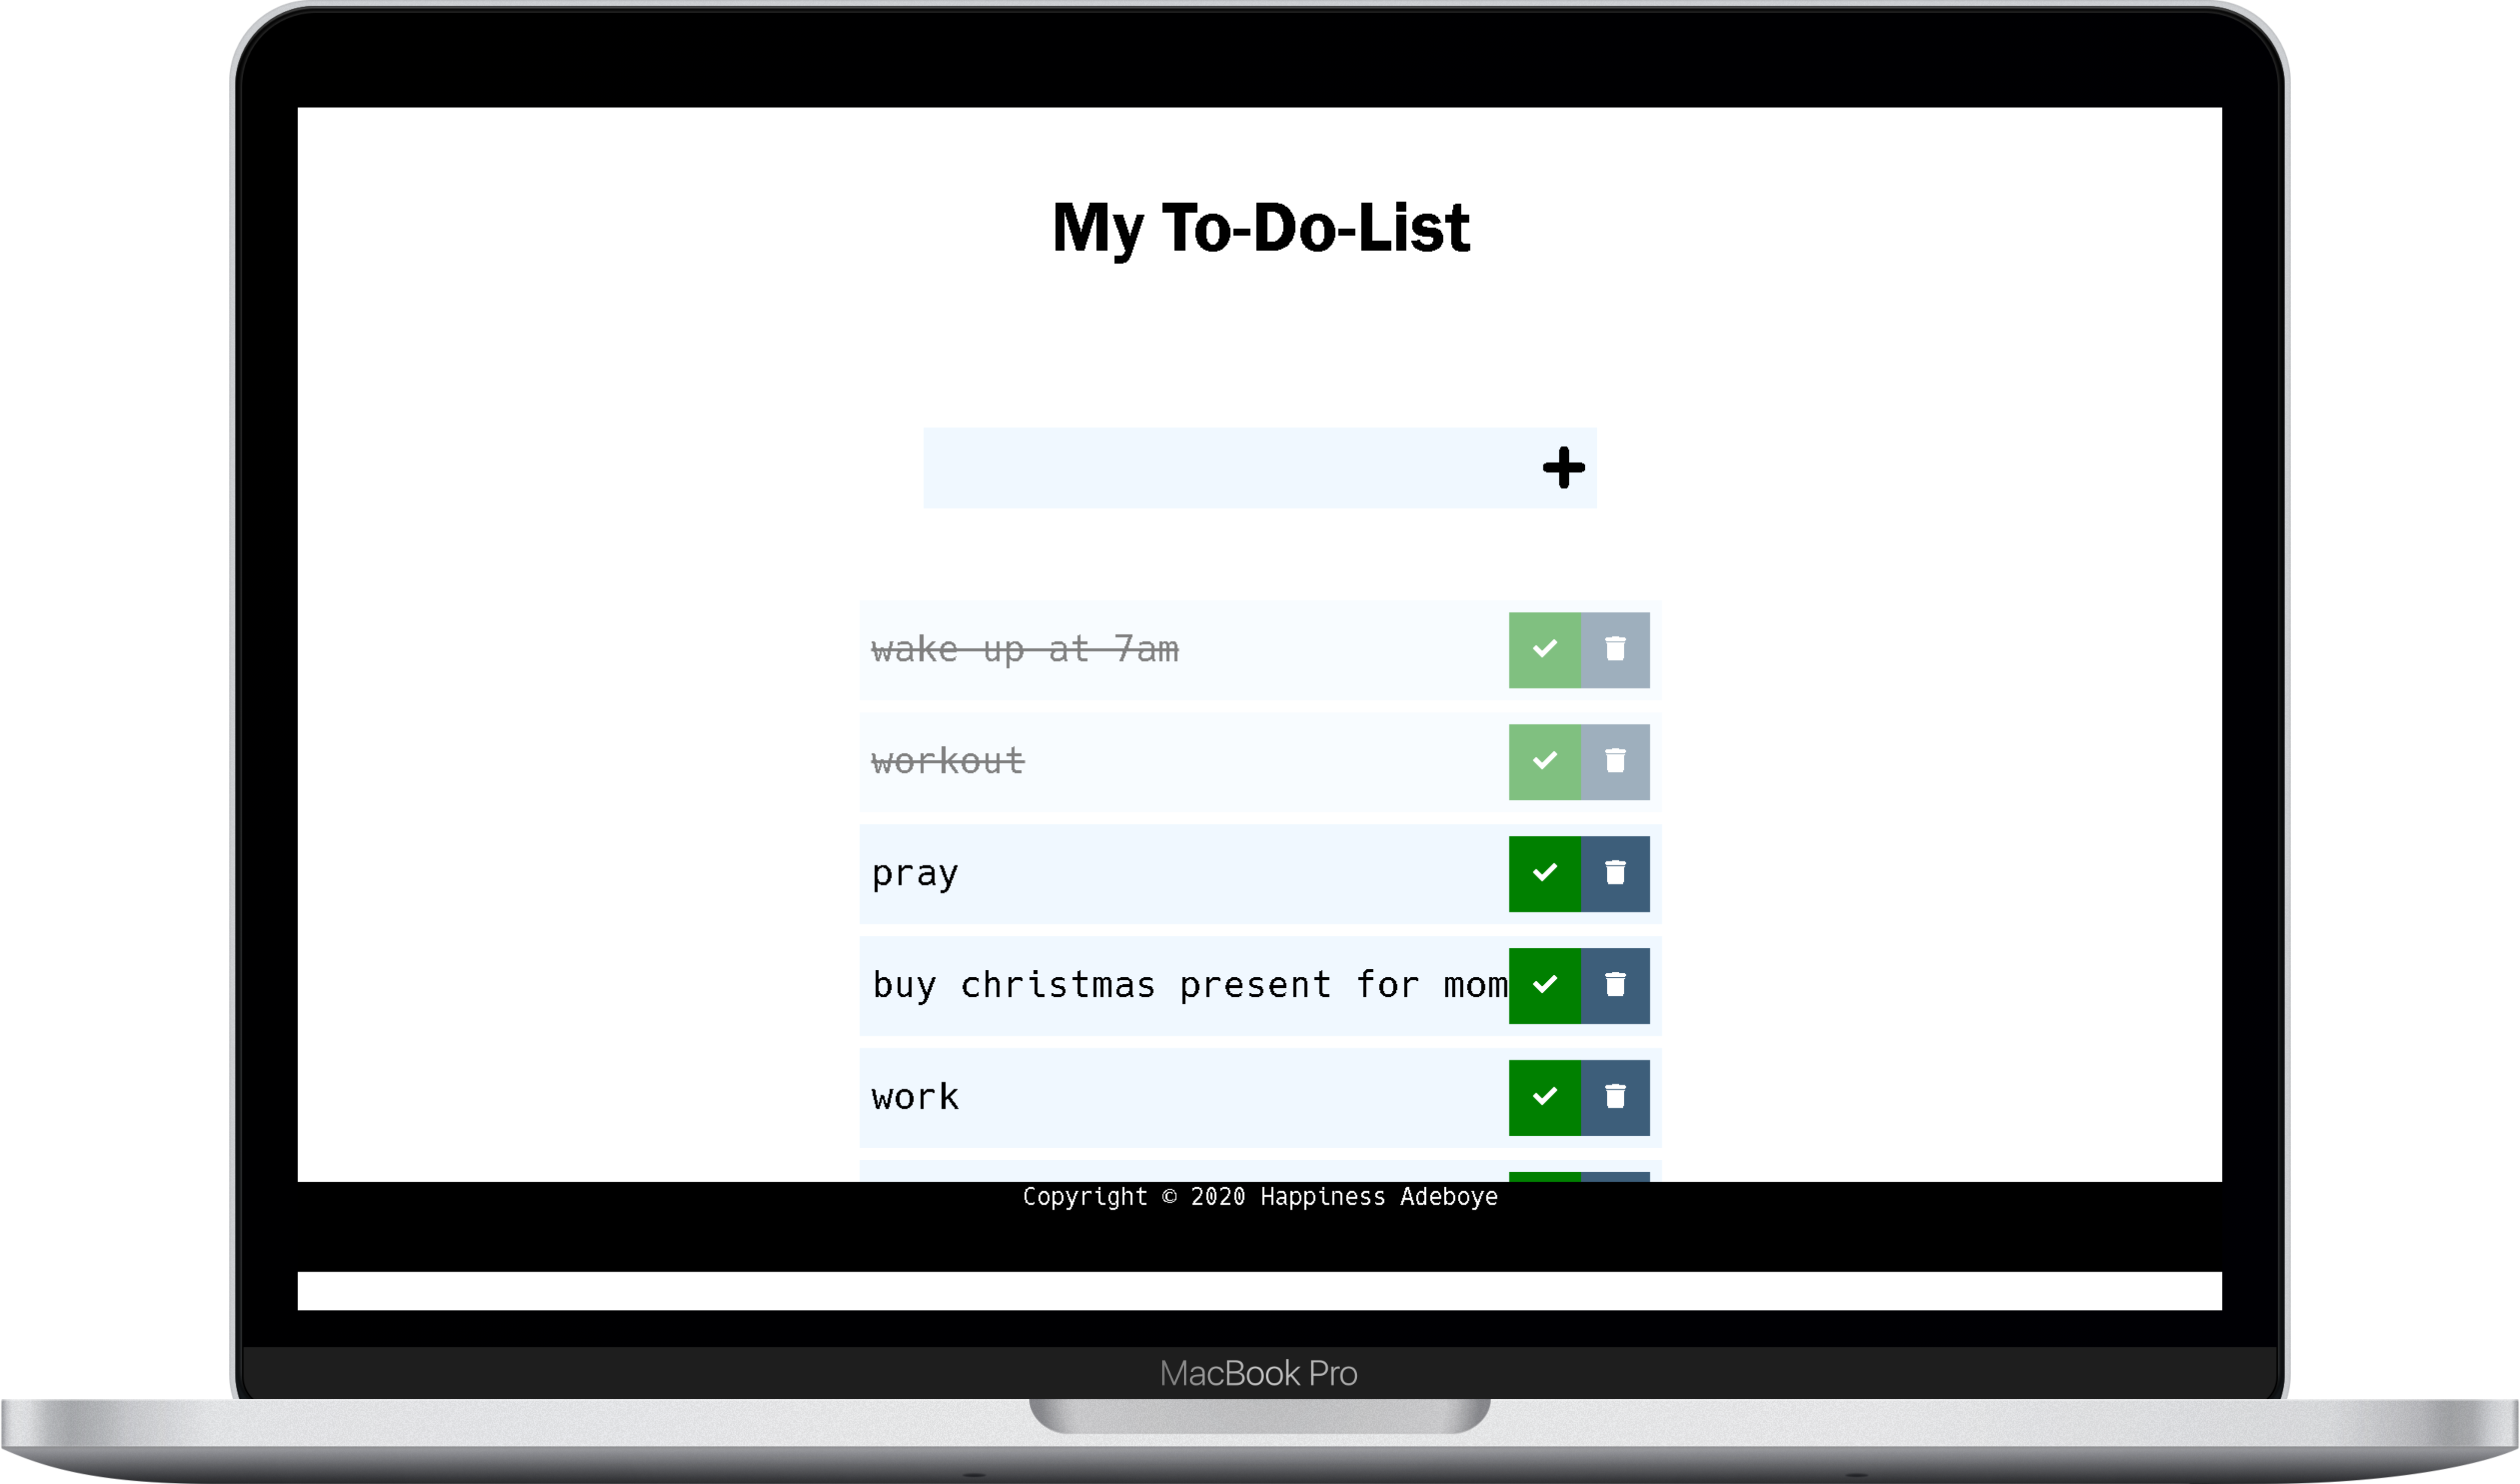 My To-Do-List
wake up at 7am
workout
pray
buy christmas present for mom
work
Copyright © 2020 Happiness Adeboye
MacBook Pro